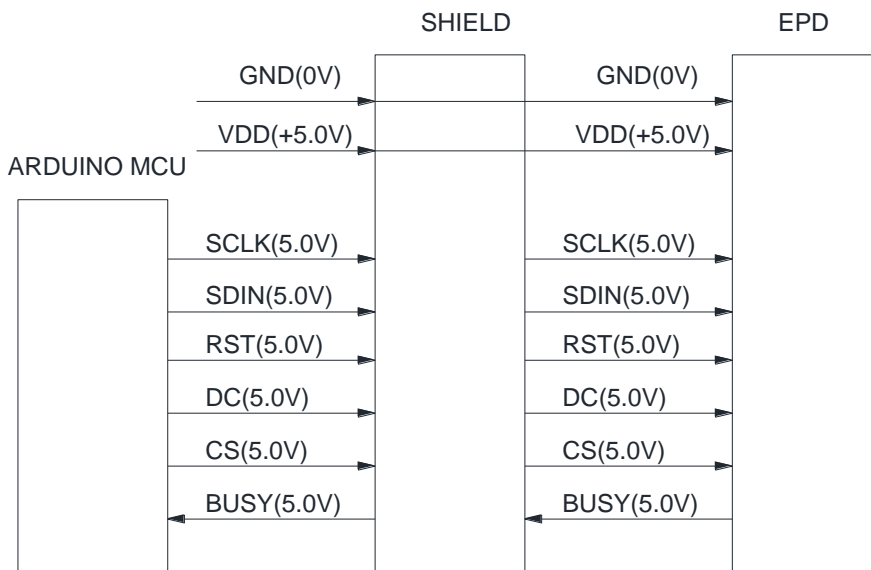 SHIELD EPD
GND(0V) GND(0V)
VDD(+5.0V) VDD(+5.0V)
ARDUINO MCU
SCLK(5.0V) SCLK(5.0V)
SDIN(5.0V) SDIN(5.0V)
RST(5.0V) RST(5.0V)
DC(5.0V) DC(5.0V)
CS(5.0V) CS(5.0V)
BUSY(5.0V) BUSY(5.0V)